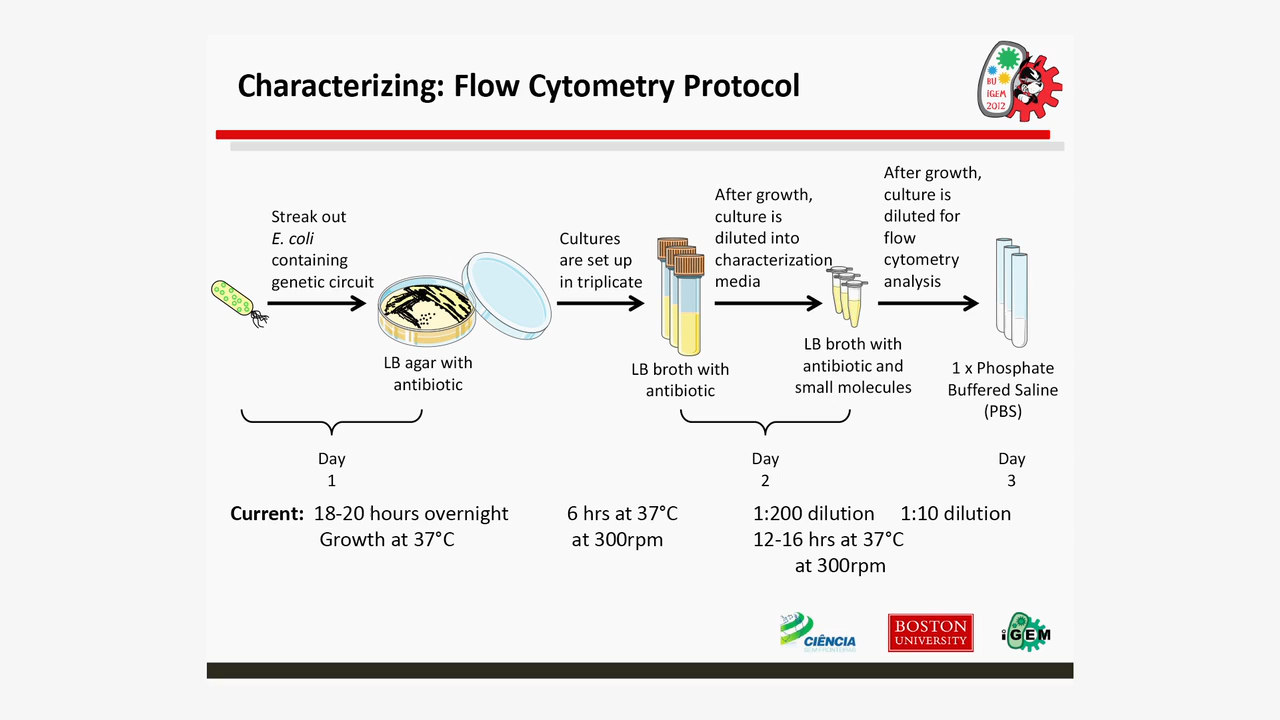 Characterizing: Flow Cytometry Protocol
BU
iGEM
2012
Streak out
E. coli
containing
genetic circuit
Cultures
are set up
in triplicate
After growth,
culture is
diluted into
characterization
media
After growth,
culture is
diluted for
flow
cytometry
analysis
LB agar with
antibiotic
LB broth with
antibiotic
LB broth with
antibiotic and
small molecules
1 x Phosphate
Buffered Saline
(PBS)
Day
1
Day
2
Day
3
Current: 18-20 hours overnight
Growth at 37°C
6 hrs at 37°C
at 300rpm
1:200 dilution
12-16 hrs at 37°C
at 300rpm
1:10 dilution
CIÊNCIA
SEM FRONTEIRAS
BOSTON
UNIVERSITY
iGEM